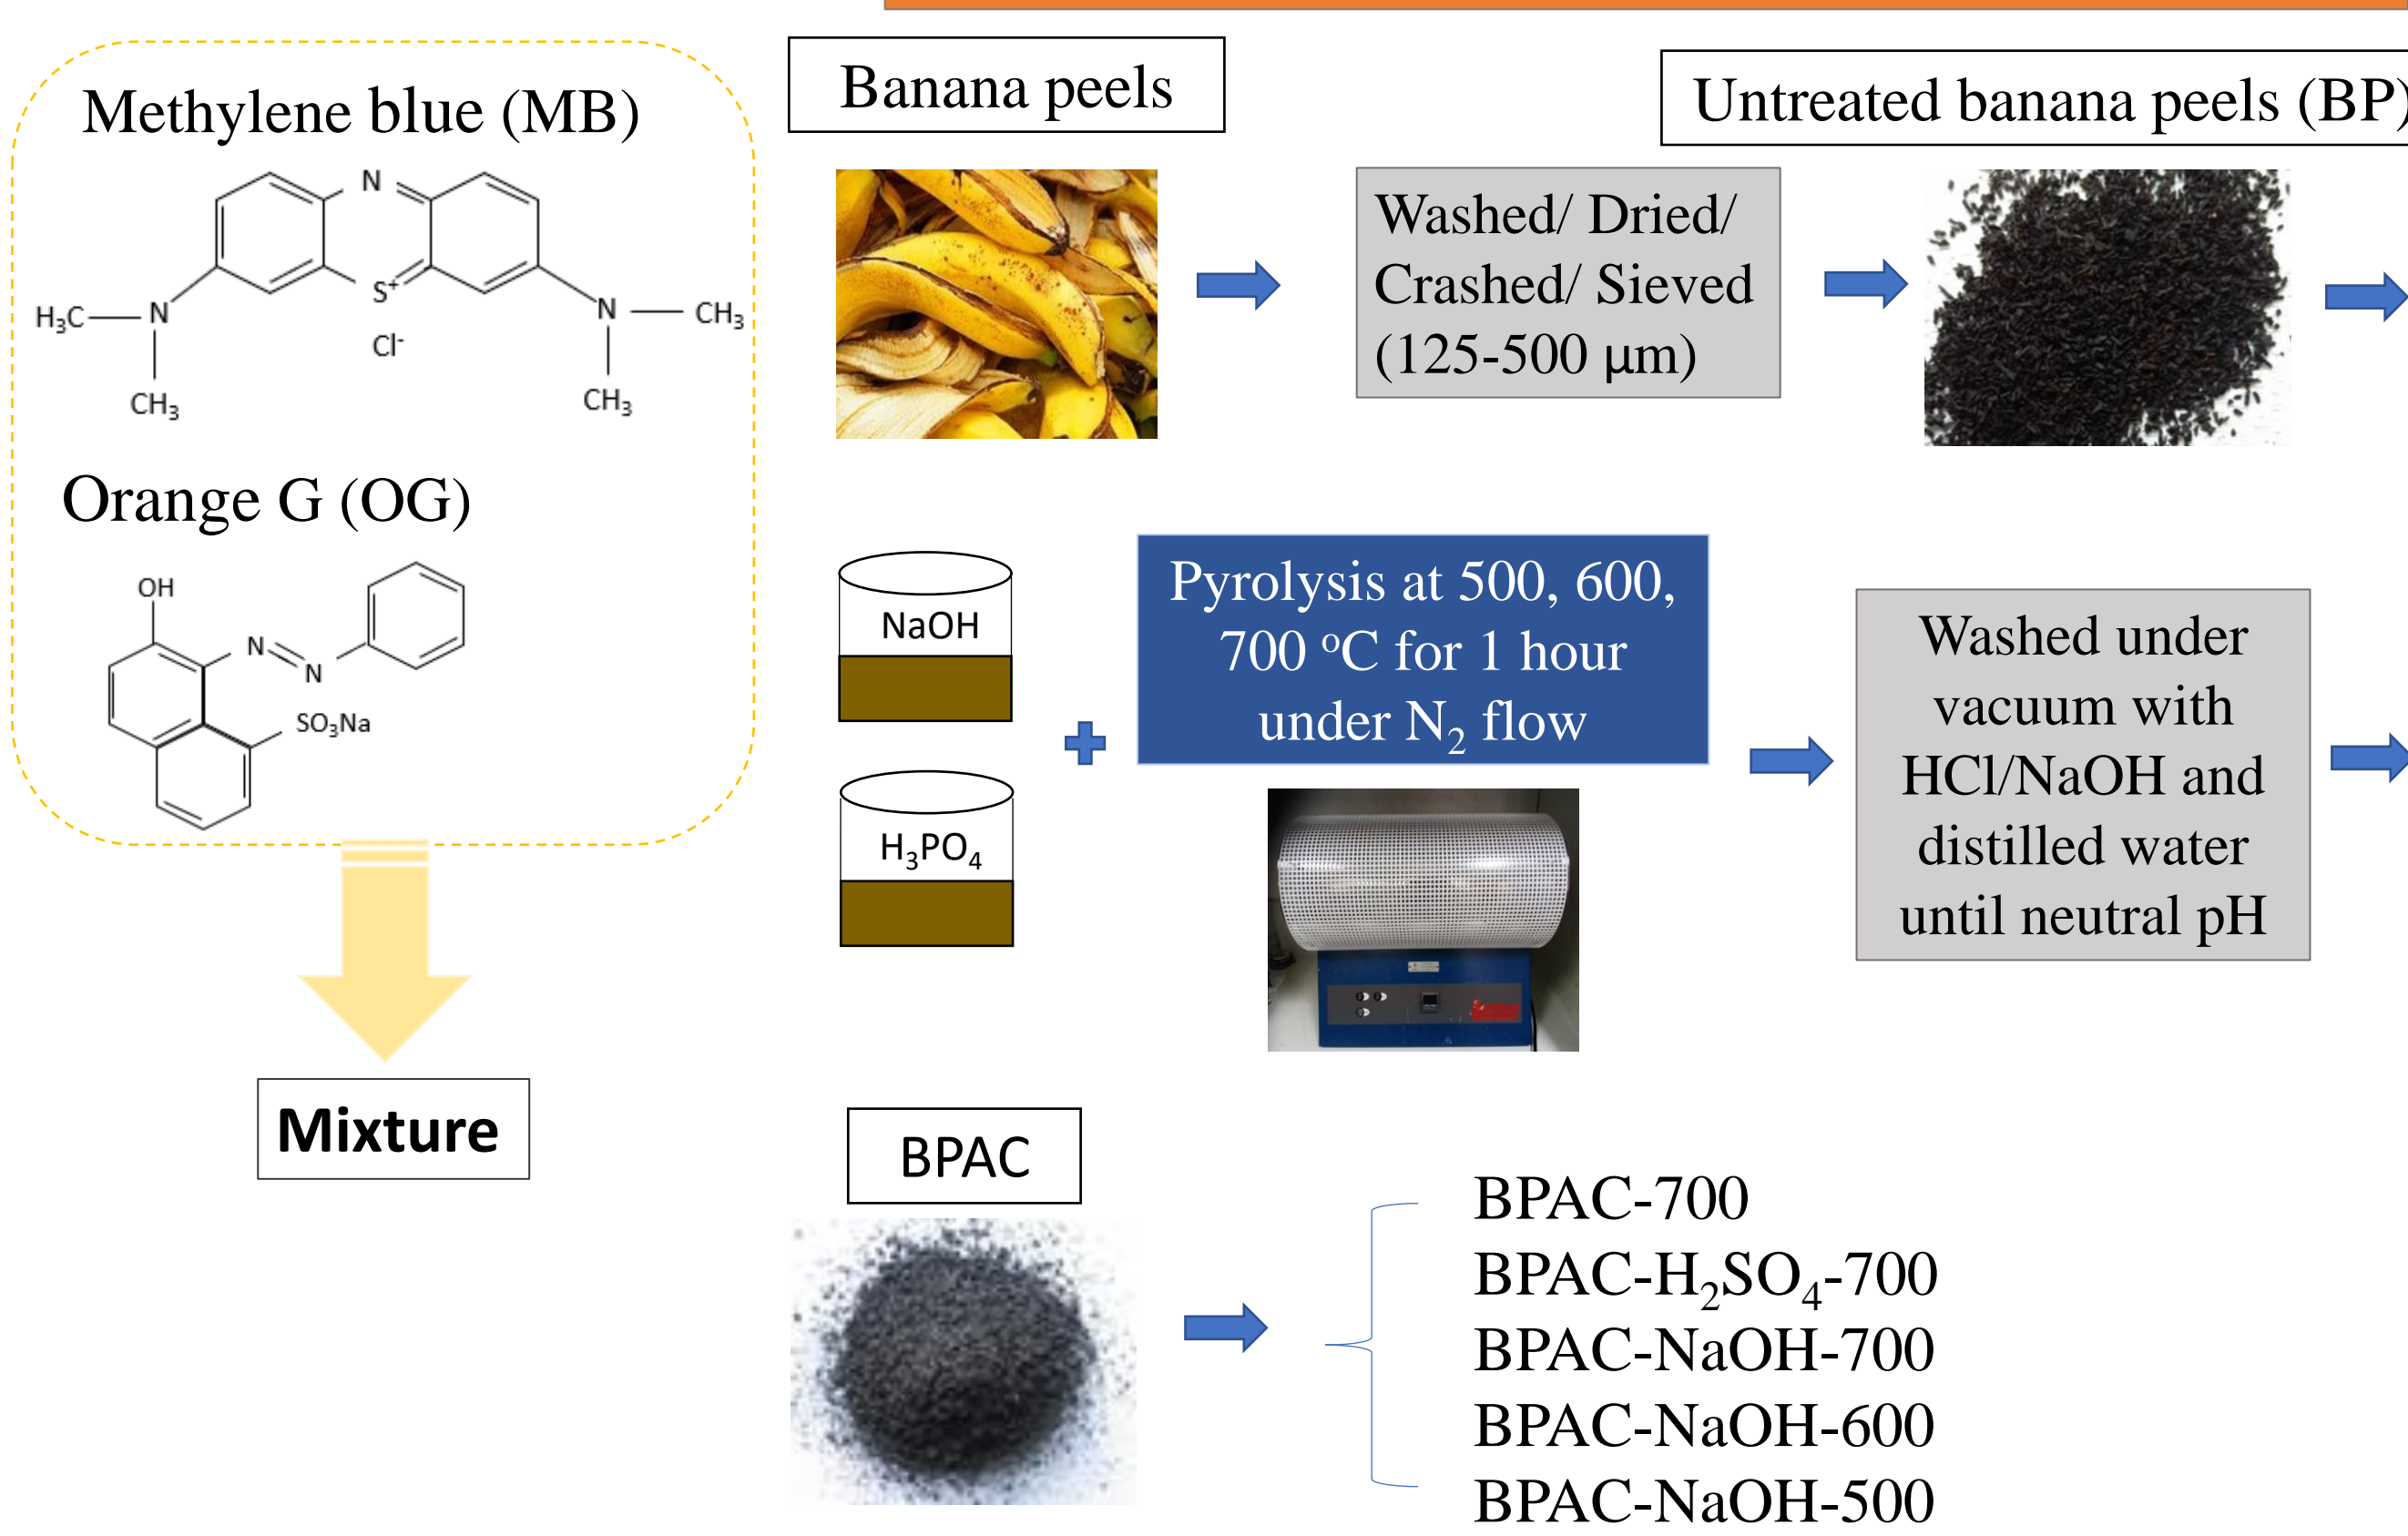 Methylene blue (MB)
N
S⁺
H₃C
N
N
CH₃
Cl⁻
CH₃
CH₃
Orange G (OG)
OH
N
N
SO₃Na
Mixture
Banana peels
Washed/ Dried/
Crashed/ Sieved
(125-500 μm)
Untreated banana peels (BP)
NaOH
H₃PO₄
Pyrolysis at 500, 600,
700 ºC for 1 hour
under N₂ flow
Washed under
vacuum with
HCl/NaOH and
distilled water
until neutral pH
BPAC
BPAC-700
BPAC-H₂SO₄-700
BPAC-NaOH-700
BPAC-NaOH-600
BPAC-NaOH-500